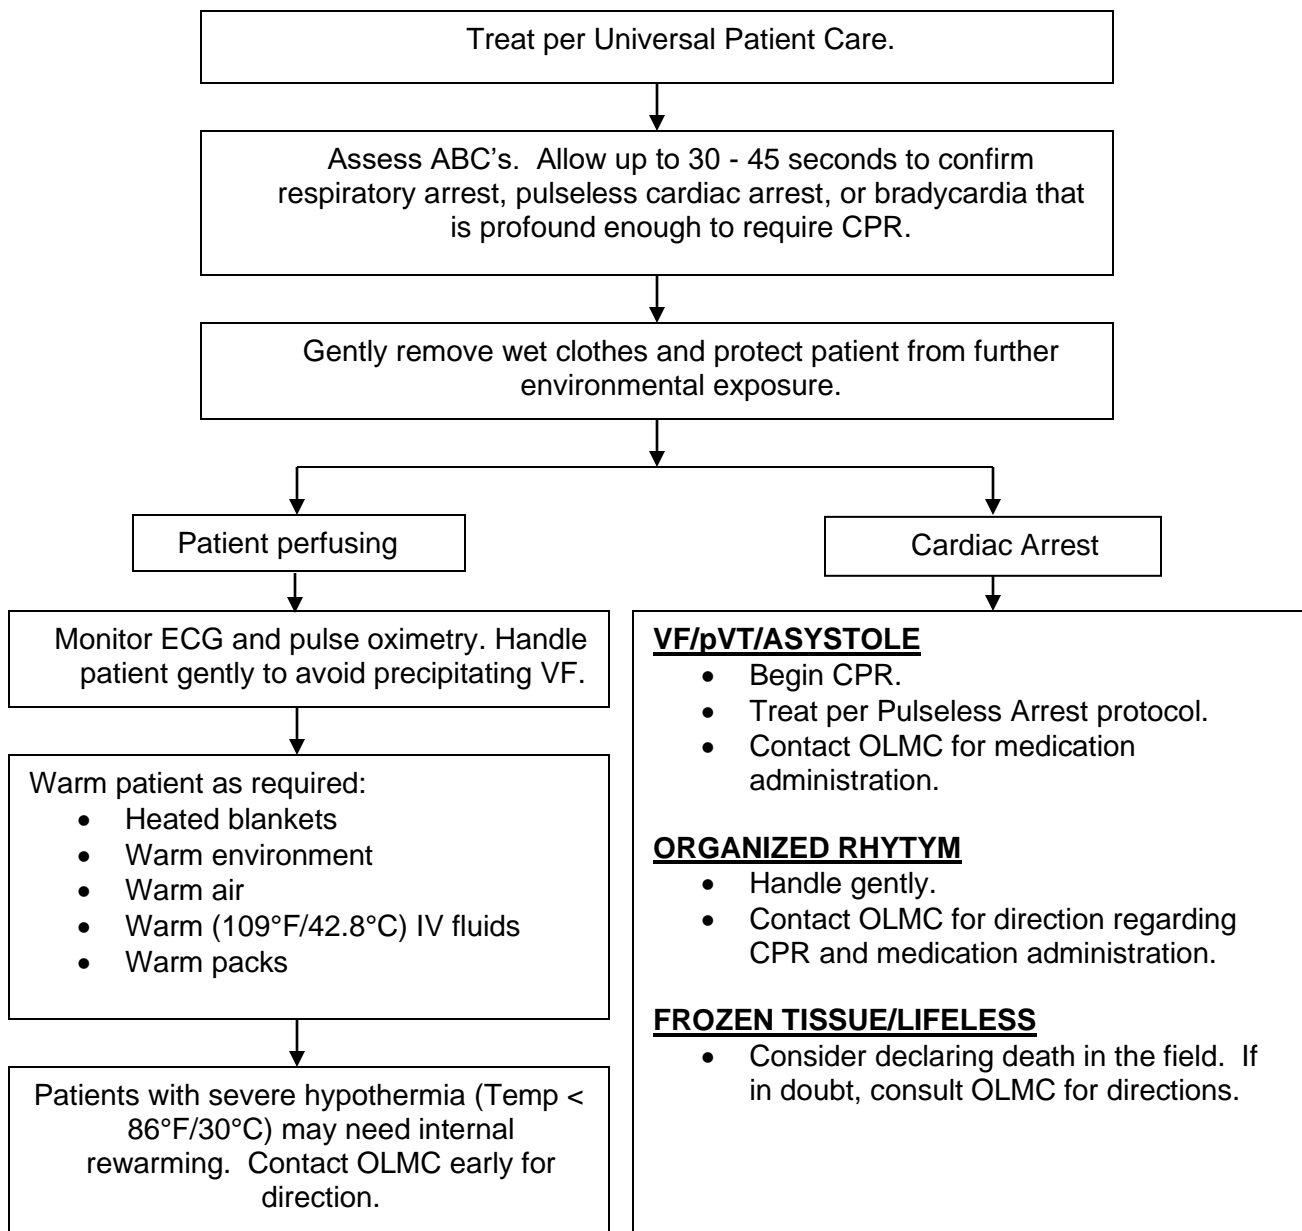 Treat per Universal Patient Care.
Assess ABC’s.  Allow up to 30 - 45 seconds to confirm
respiratory arrest, pulseless cardiac arrest, or bradycardia that
is profound enough to require CPR.
Gently remove wet clothes and protect patient from further
environmental exposure.
Patient perfusing
Monitor ECG and pulse oximetry. Handle
patient gently to avoid precipitating VF.
Warm patient as required:
• Heated blankets
• Warm environment
• Warm air
• Warm (109°F/42.8°C) IV fluids
• Warm packs
Patients with severe hypothermia (Temp <
86°F/30°C) may need internal
rewarming.  Contact OLMC early for
direction.
Cardiac Arrest
VF/pVT/ASYSTOLE
• Begin CPR.
• Treat per Pulseless Arrest protocol.
• Contact OLMC for medication
administration.
ORGANIZED RHYTYM
• Handle gently.
• Contact OLMC for direction regarding
CPR and medication administration.
FROZEN TISSUE/LIFELESS
• Consider declaring death in the field.  If
in doubt, consult OLMC for directions.